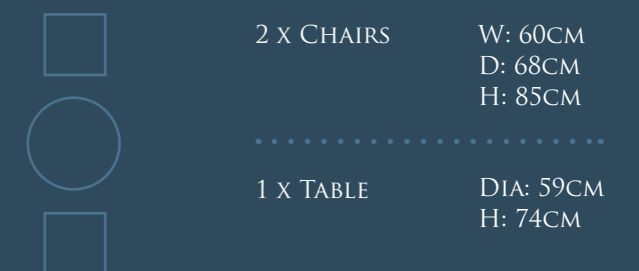 2 x Chairs
W: 60cm
D: 68cm
H: 85cm
1 x Table
Dia: 59cm
H: 74cm